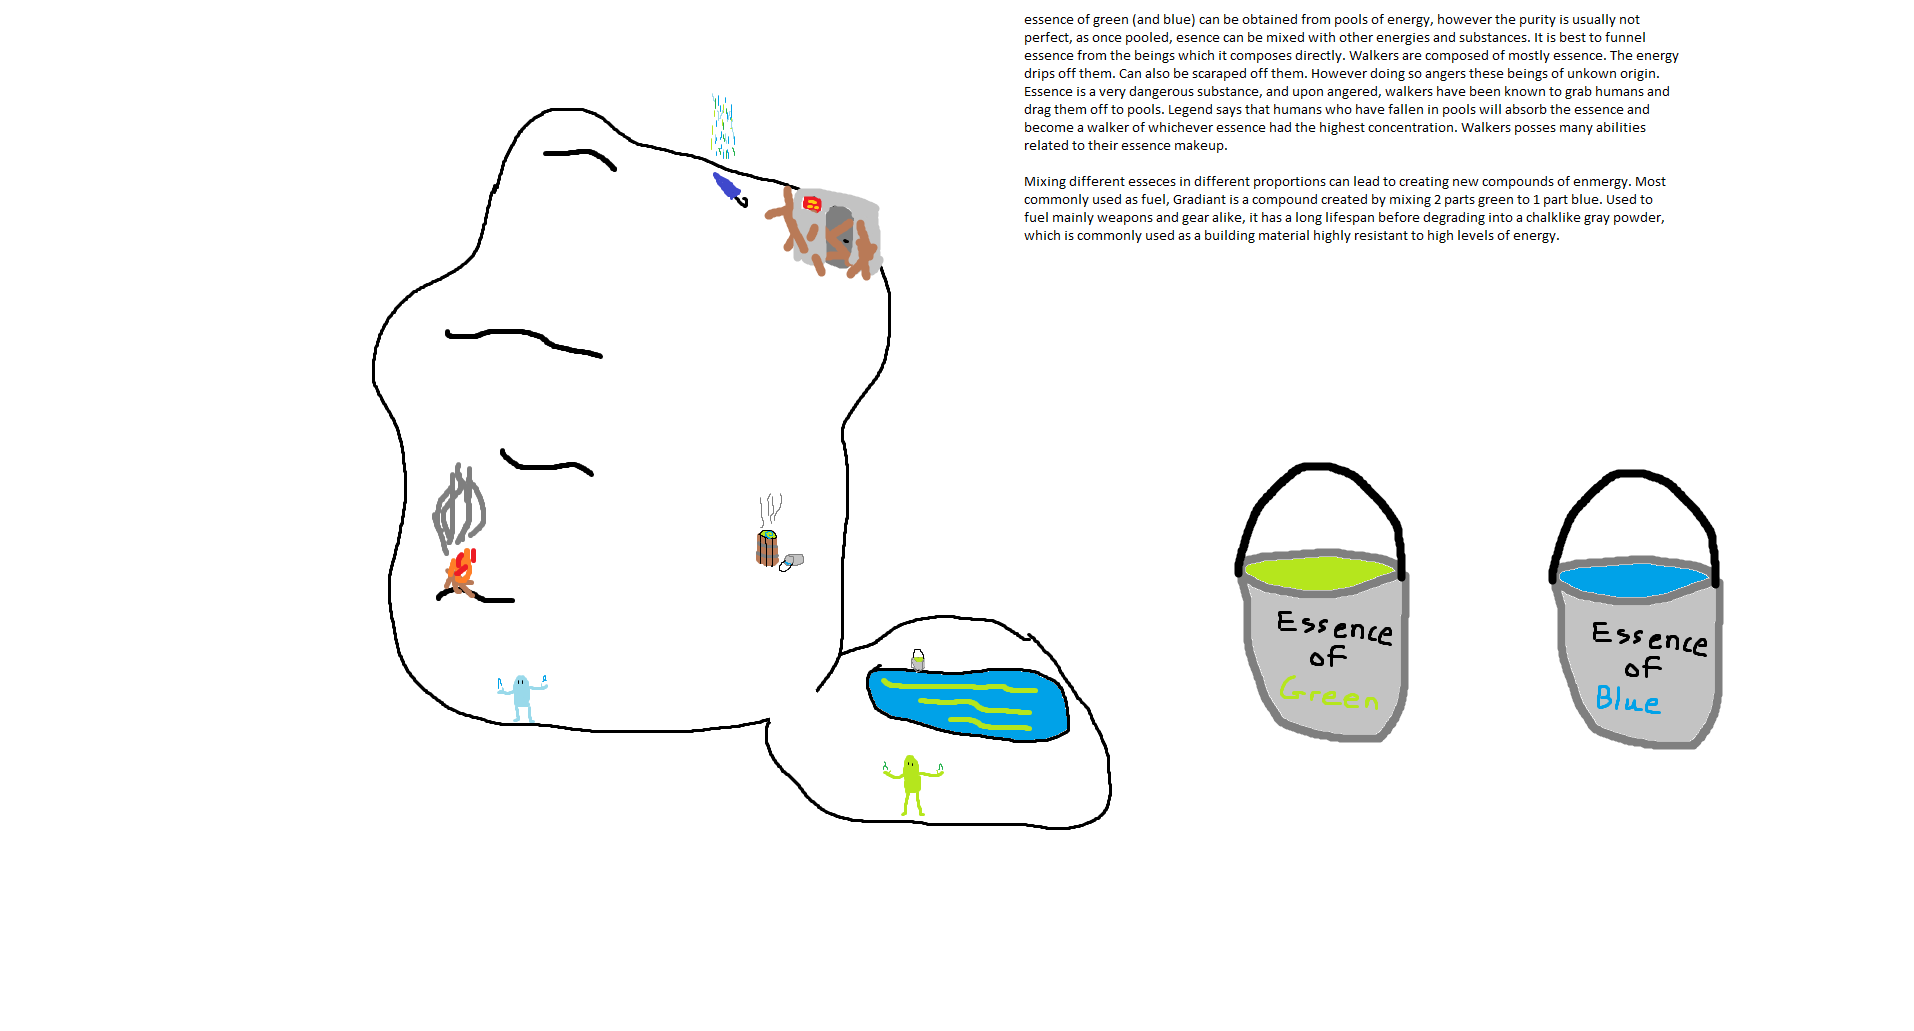 essence of green (and blue) can be obtained from pools of energy, however the purity is usually not
perfect, as once pooled, esence can be mixed with other energies and substances. It is best to funnel
essence from the beings which it composes directly. Walkers are composed of mostly essence. The energy
drips off them. Can also be scaraped off them. However doing so angers these beings of unkown origin.
Essence is a very dangerous substance, and upon angered, walkers have been known to grab humans and
drag them off to pools. Legend says that humans who have fallen in pools will absorb the essence and
become a walker of whichever essence had the highest concentration. Walkers posses many abilities
related to their essence makeup.
Mixing different esseces in different proportions can lead to creating new compounds of enmergy. Most
commonly used as fuel, Gradiant is a compound created by mixing 2 parts green to 1 part blue. Used to
fuel mainly weapons and gear alike, it has a long lifespan before degrading into a chalklike gray powder,
which is commonly used as a building material highly resistant to high levels of energy.
Essence
of
Green
Essence
of
Blue